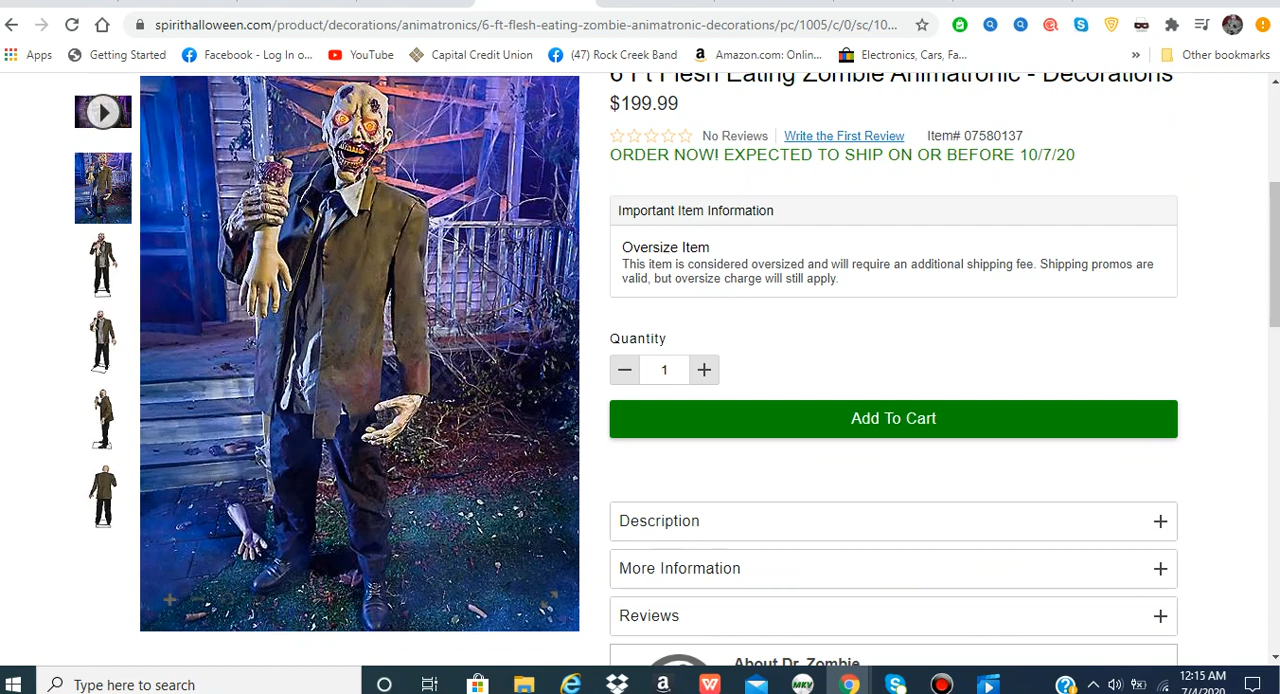 spirithalloween.com/product/decorations/animatronics/6-ft-flesh-eating-zombie-animatronic-decorations/pc/1005/c/0/sc/10...
Apps
Getting Started
Facebook - Log In o...
YouTube
Capital Credit Union
(47) Rock Creek Band
Amazon.com: Onlin...
Electronics, Cars, Fa...
»
Other bookmarks
6 Ft Flesh Eating Zombie Animatronic - Decorations
$199.99
No Reviews
Write the First Review
Item# 07580137
ORDER NOW! EXPECTED TO SHIP ON OR BEFORE 10/7/20
Important Item Information
Oversize Item
This item is considered oversized and will require an additional shipping fee. Shipping promos are
valid, but oversize charge will still apply.
Quantity
1
Add To Cart
Description
More Information
Reviews
About Dr. Zombie
Type here to search
MKV
12:15 AM
7/4/2020